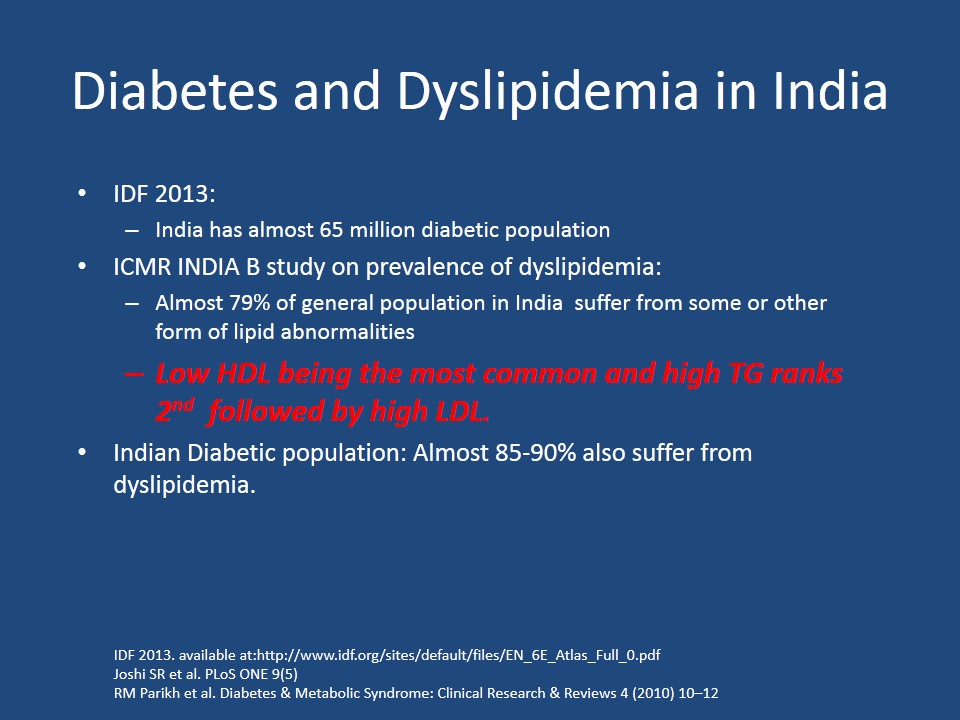 Diabetes and Dyslipidemia in India
• IDF 2013:
– India has almost 65 million diabetic population
• ICMR INDIA B study on prevalence of dyslipidemia:
– Almost 79% of general population in India suffer from some or other
form of lipid abnormalities
– Low HDL being the most common and high TG ranks
2nd followed by high LDL.
• Indian Diabetic population: Almost 85-90% also suffer from
dyslipidemia.
IDF 2013. available at:http://www.idf.org/sites/default/files/EN_6E_Atlas_Full_0.pdf
Joshi SR et al. PLoS ONE 9(5)
RM Parikh et al. Diabetes & Metabolic Syndrome: Clinical Research & Reviews 4 (2010) 10–12